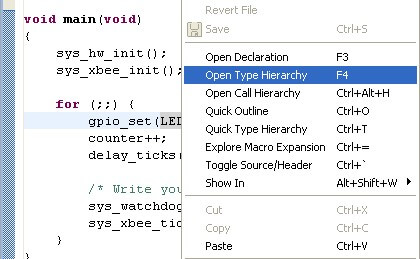 void main(void)
{
sys_hw_init();
sys_xbee_init();
for (;;) {
gpio_set(LED
counter++;
delay_ticks(
/* Write you
sys_watchdog
sys_xbee_tic
}
}
Revert File
Save Ctrl+S
Open Declaration F3
Open Type Hierarchy F4
Open Call Hierarchy Ctrl+Alt+H
Quick Outline Ctrl+O
Quick Type Hierarchy Ctrl+T
Explore Macro Expansion Ctrl+=
Toggle Source/Header Ctrl+`
Show In Alt+Shift+W
Cut Ctrl+X
Copy Ctrl+C
Paste Ctrl+V